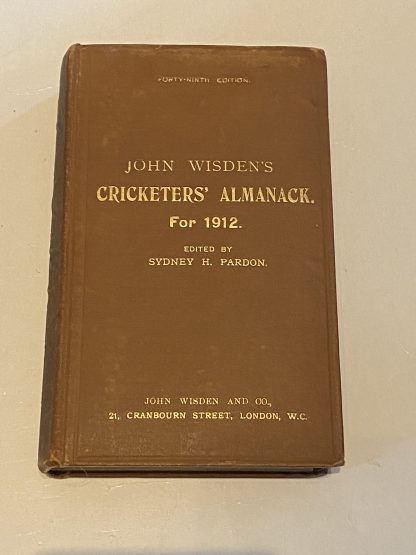 FORTY-NINTH EDITION.
JOHN WISDEN'S
CRICKETERS' ALMANACK.
For 1912.
EDITED BY
SYDNEY H. PARDON.
JOHN WISDEN AND CO.,
21, CRANBOURN STREET, LONDON, W.C.